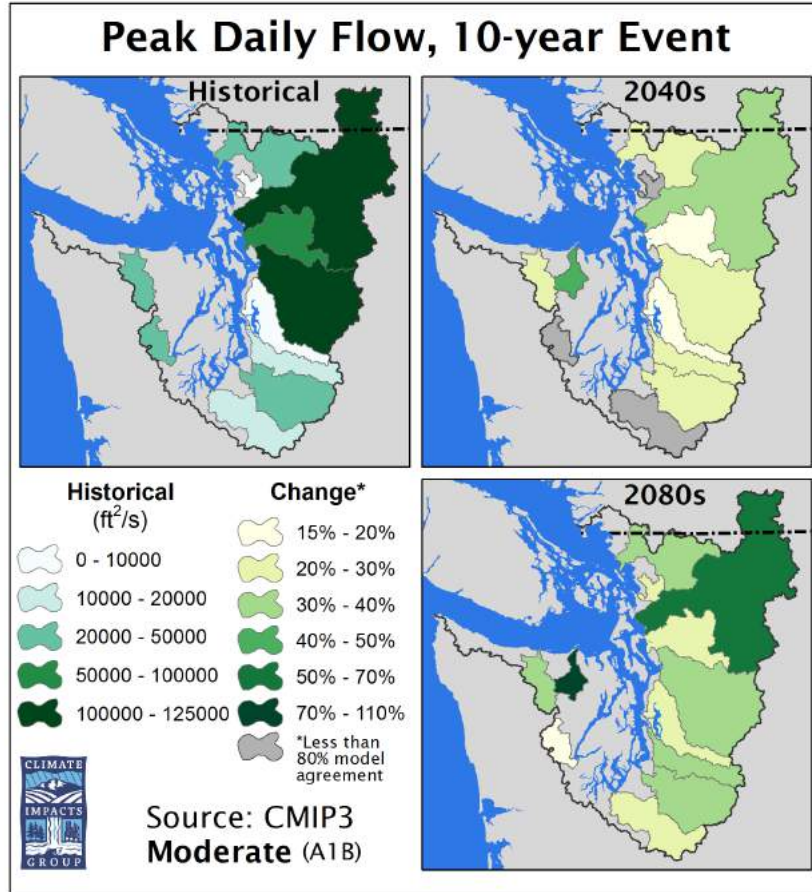 Peak Daily Flow, 10-year Event
Historical
2040s
Historical
(ft²/s)
0 - 10000
10000 - 20000
20000 - 50000
50000 - 100000
100000 - 125000
Change*
15% - 20%
20% - 30%
30% - 40%
40% - 50%
50% - 70%
70% - 110%
*Less than
80% model
agreement
2080s
CLIMATE
IMPACTS
GROUP
Source: CMIP3
Moderate (A1B)